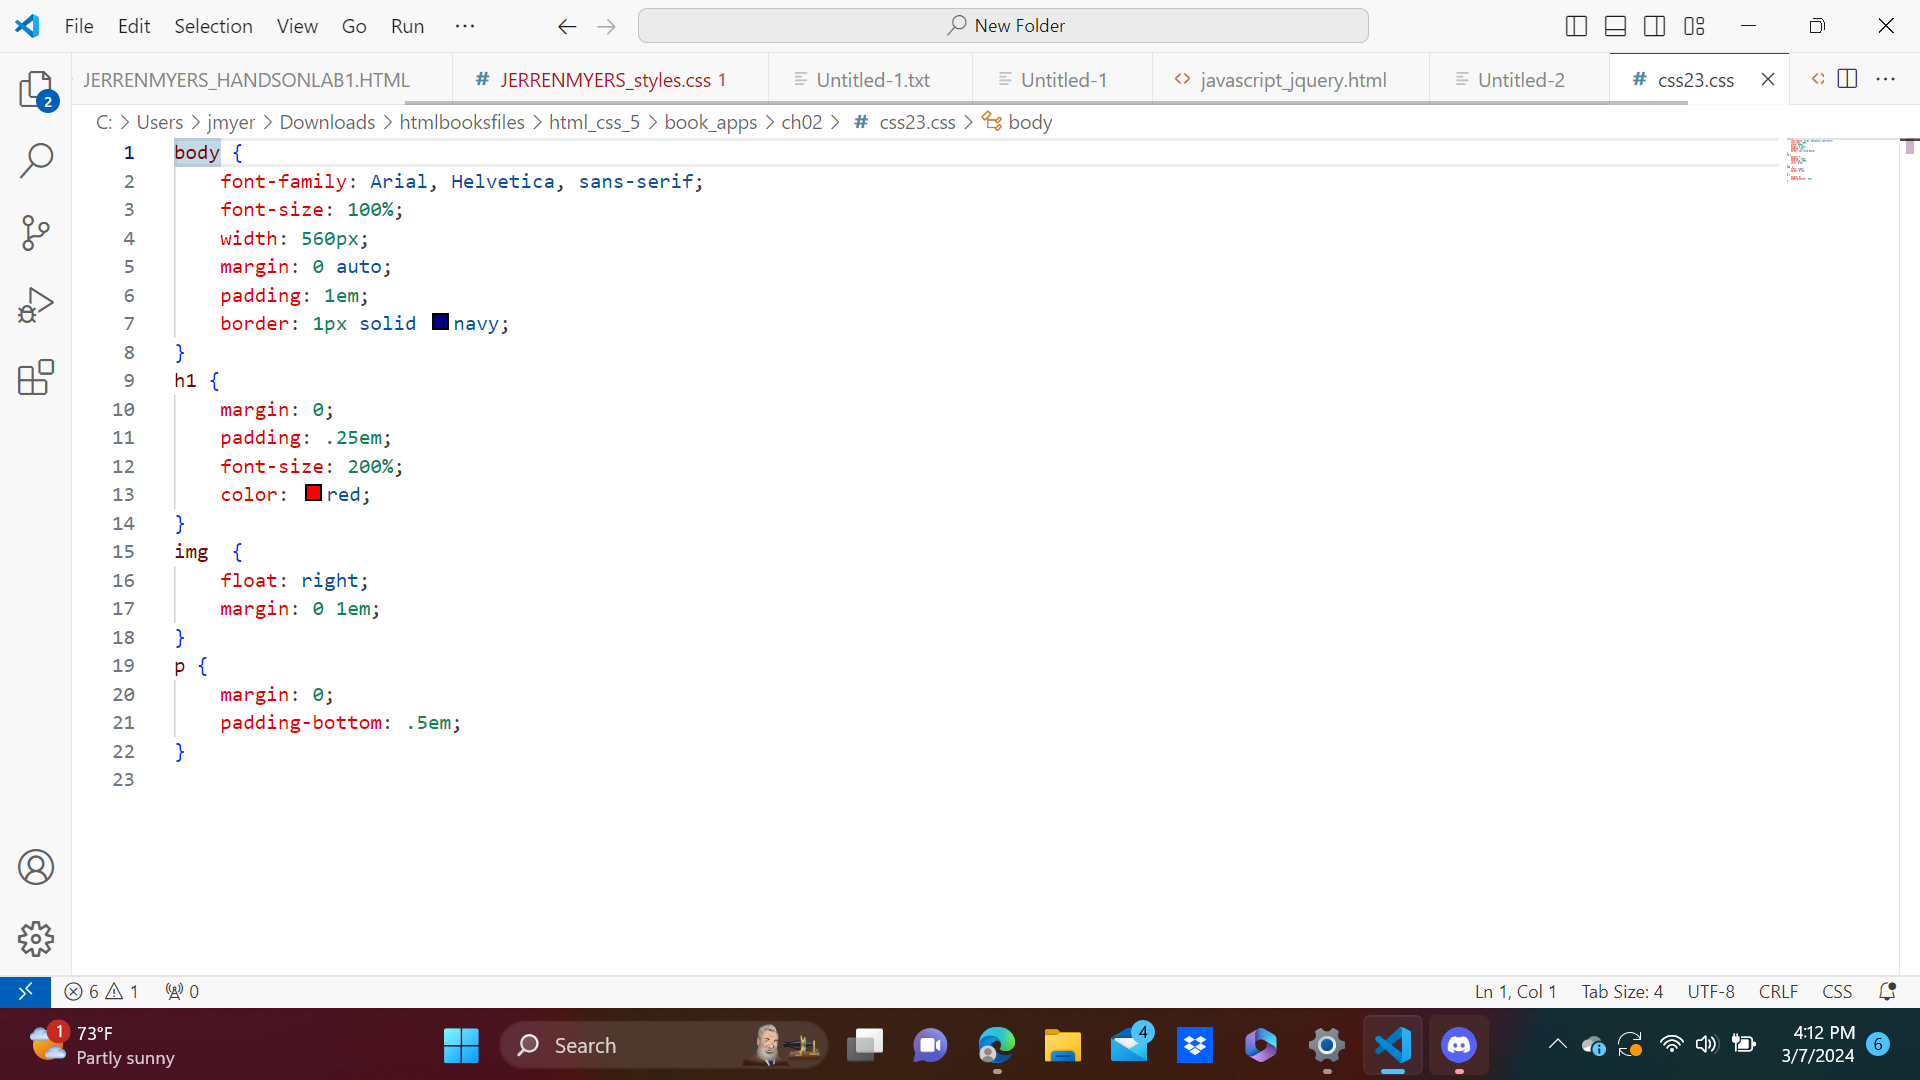 File Edit Selection View Go Run ··· New Folder
JERRENMYERS_HANDSONLAB1.HTML # JERRENMYERS_styles.css 1 Untitled-1.txt Untitled-1 <> javascript_jquery.html Untitled-2 # css23.css <> ···
C: > Users > jmyer > Downloads > htmlbooksfiles > html_css_5 > book_apps > ch02 > # css23.css > body
2
1 body {
2 font-family: Arial, Helvetica, sans-serif;
3 font-size: 100%;
4 width: 560px;
5 margin: 0 auto;
6 padding: 1em;
7 border: 1px solid navy;
8 }
9 h1 {
10 margin: 0;
11 padding: .25em;
12 font-size: 200%;
13 color: red;
14 }
15 img  {
16 float: right;
17 margin: 0 1em;
18 }
19 p {
20 margin: 0;
21 padding-bottom: .5em;
22 }
23
6 1 0 Ln 1, Col 1 Tab Size: 4 UTF-8 CRLF CSS
1 73°F
Partly sunny
Search
4
4:12 PM
3/7/2024
6